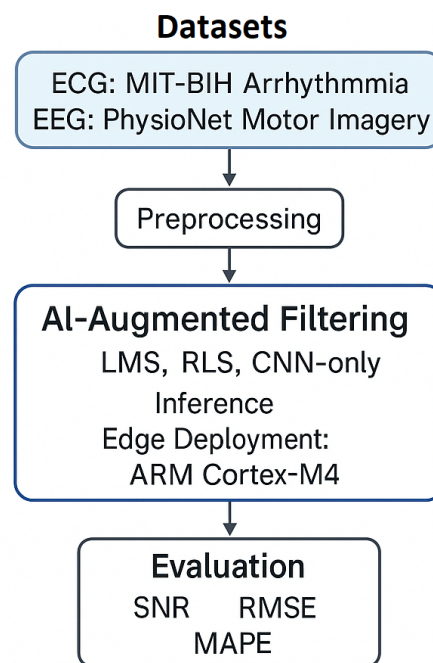 Datasets
ECG: MIT-BIH Arrhythmmia
EEG: PhysioNet Motor Imagery
Preprocessing
AI-Augmented Filtering
LMS, RLS, CNN-only
Inference
Edge Deployment:
ARM Cortex-M4
Evaluation
SNR RMSE
MAPE